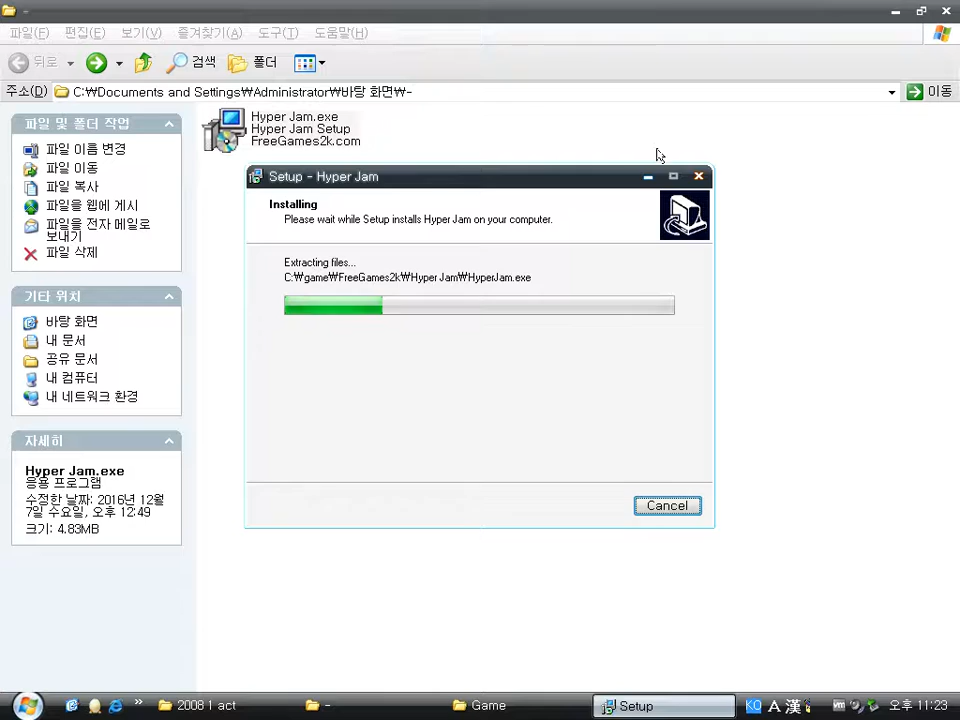 -
파일(F) 편집(E) 보기(V) 즐겨찾기(A) 도구(T) 도움말(H)
뒤로 검색 폴더
주소(D) C:₩Documents and Settings₩Administrator₩바탕 화면₩- 이동
파일 및 폴더 작업
파일 이름 변경
파일 이동
파일 복사
파일을 웹에 게시
파일을 전자 메일로
보내기
파일 삭제
기타 위치
바탕 화면
내 문서
공유 문서
내 컴퓨터
내 네트워크 환경
자세히
Hyper Jam.exe
응용 프로그램
수정한 날짜: 2016년 12월
7일 수요일, 오후 12:49
크기: 4.83MB
Hyper Jam.exe
Hyper Jam Setup
FreeGames2k.com
Setup - Hyper Jam
Installing
Please wait while Setup installs Hyper Jam on your computer.
Extracting files...
C:₩game₩FreeGames2k₩Hyper Jam₩HyperJam.exe
Cancel
2008 1 act - Game Setup KO A 漢 오후 11:23